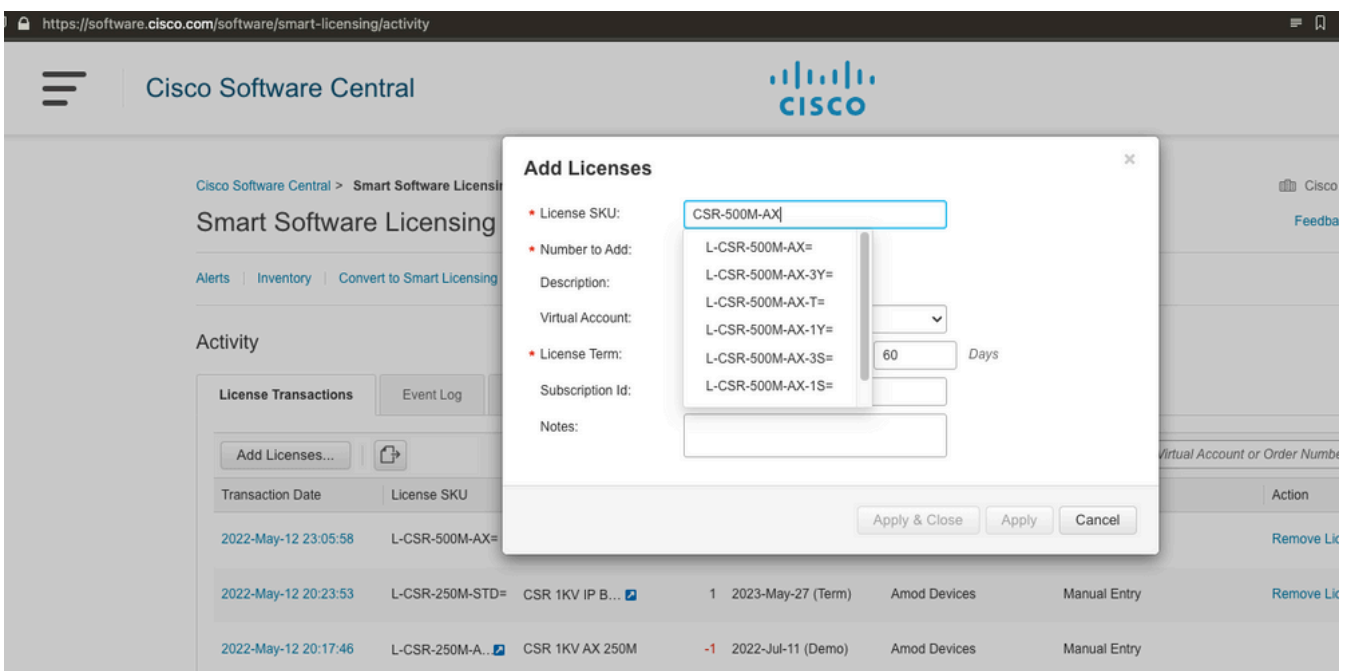 https://software.cisco.com/software/smart-licensing/activity
Cisco Software Central
CISCO
Cisco Software Central > Smart Software Licensin
Cisco
Smart Software Licensing
Feedba
Alerts | Inventory | Convert to Smart Licensing
Activity
License Transactions
Event Log
Add Licenses...
Virtual Account or Order Numbe
Transaction Date
License SKU
Action
2022-May-12 23:05:58
L-CSR-500M-AX=
Remove Lic
2022-May-12 20:23:53
L-CSR-250M-STD=
CSR 1KV IP B...
1
2023-May-27 (Term)
Amod Devices
Manual Entry
Remove Lic
2022-May-12 20:17:46
L-CSR-250M-A...
CSR 1KV AX 250M
-1
2022-Jul-11 (Demo)
Amod Devices
Manual Entry
Add Licenses
×
* License SKU:
CSR-500M-AX
* Number to Add:
Description:
Virtual Account:
* License Term:
60
Days
Subscription Id:
Notes:
L-CSR-500M-AX=
L-CSR-500M-AX-3Y=
L-CSR-500M-AX-T=
L-CSR-500M-AX-1Y=
L-CSR-500M-AX-3S=
L-CSR-500M-AX-1S=
Apply & Close
Apply
Cancel